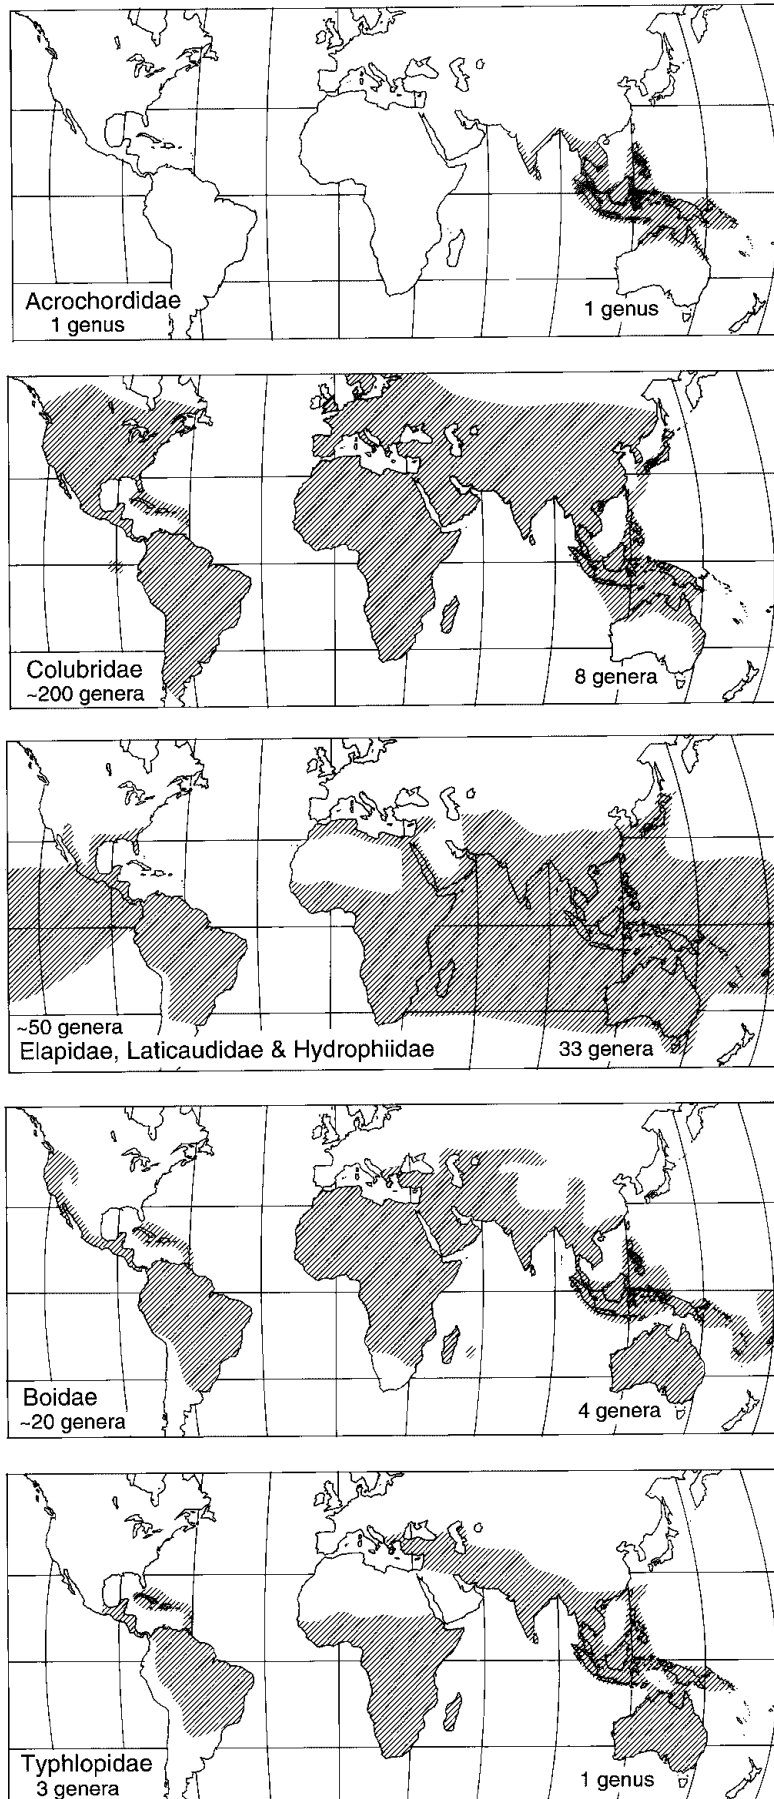 Acrochordidae
1 genus
1 genus
Colubridae
~200 genera
8 genera
~50 genera
Elapidae, Laticaudidae & Hydrophiidae
33 genera
Boidae
~20 genera
4 genera
Typhlopidae
3 genera
1 genus